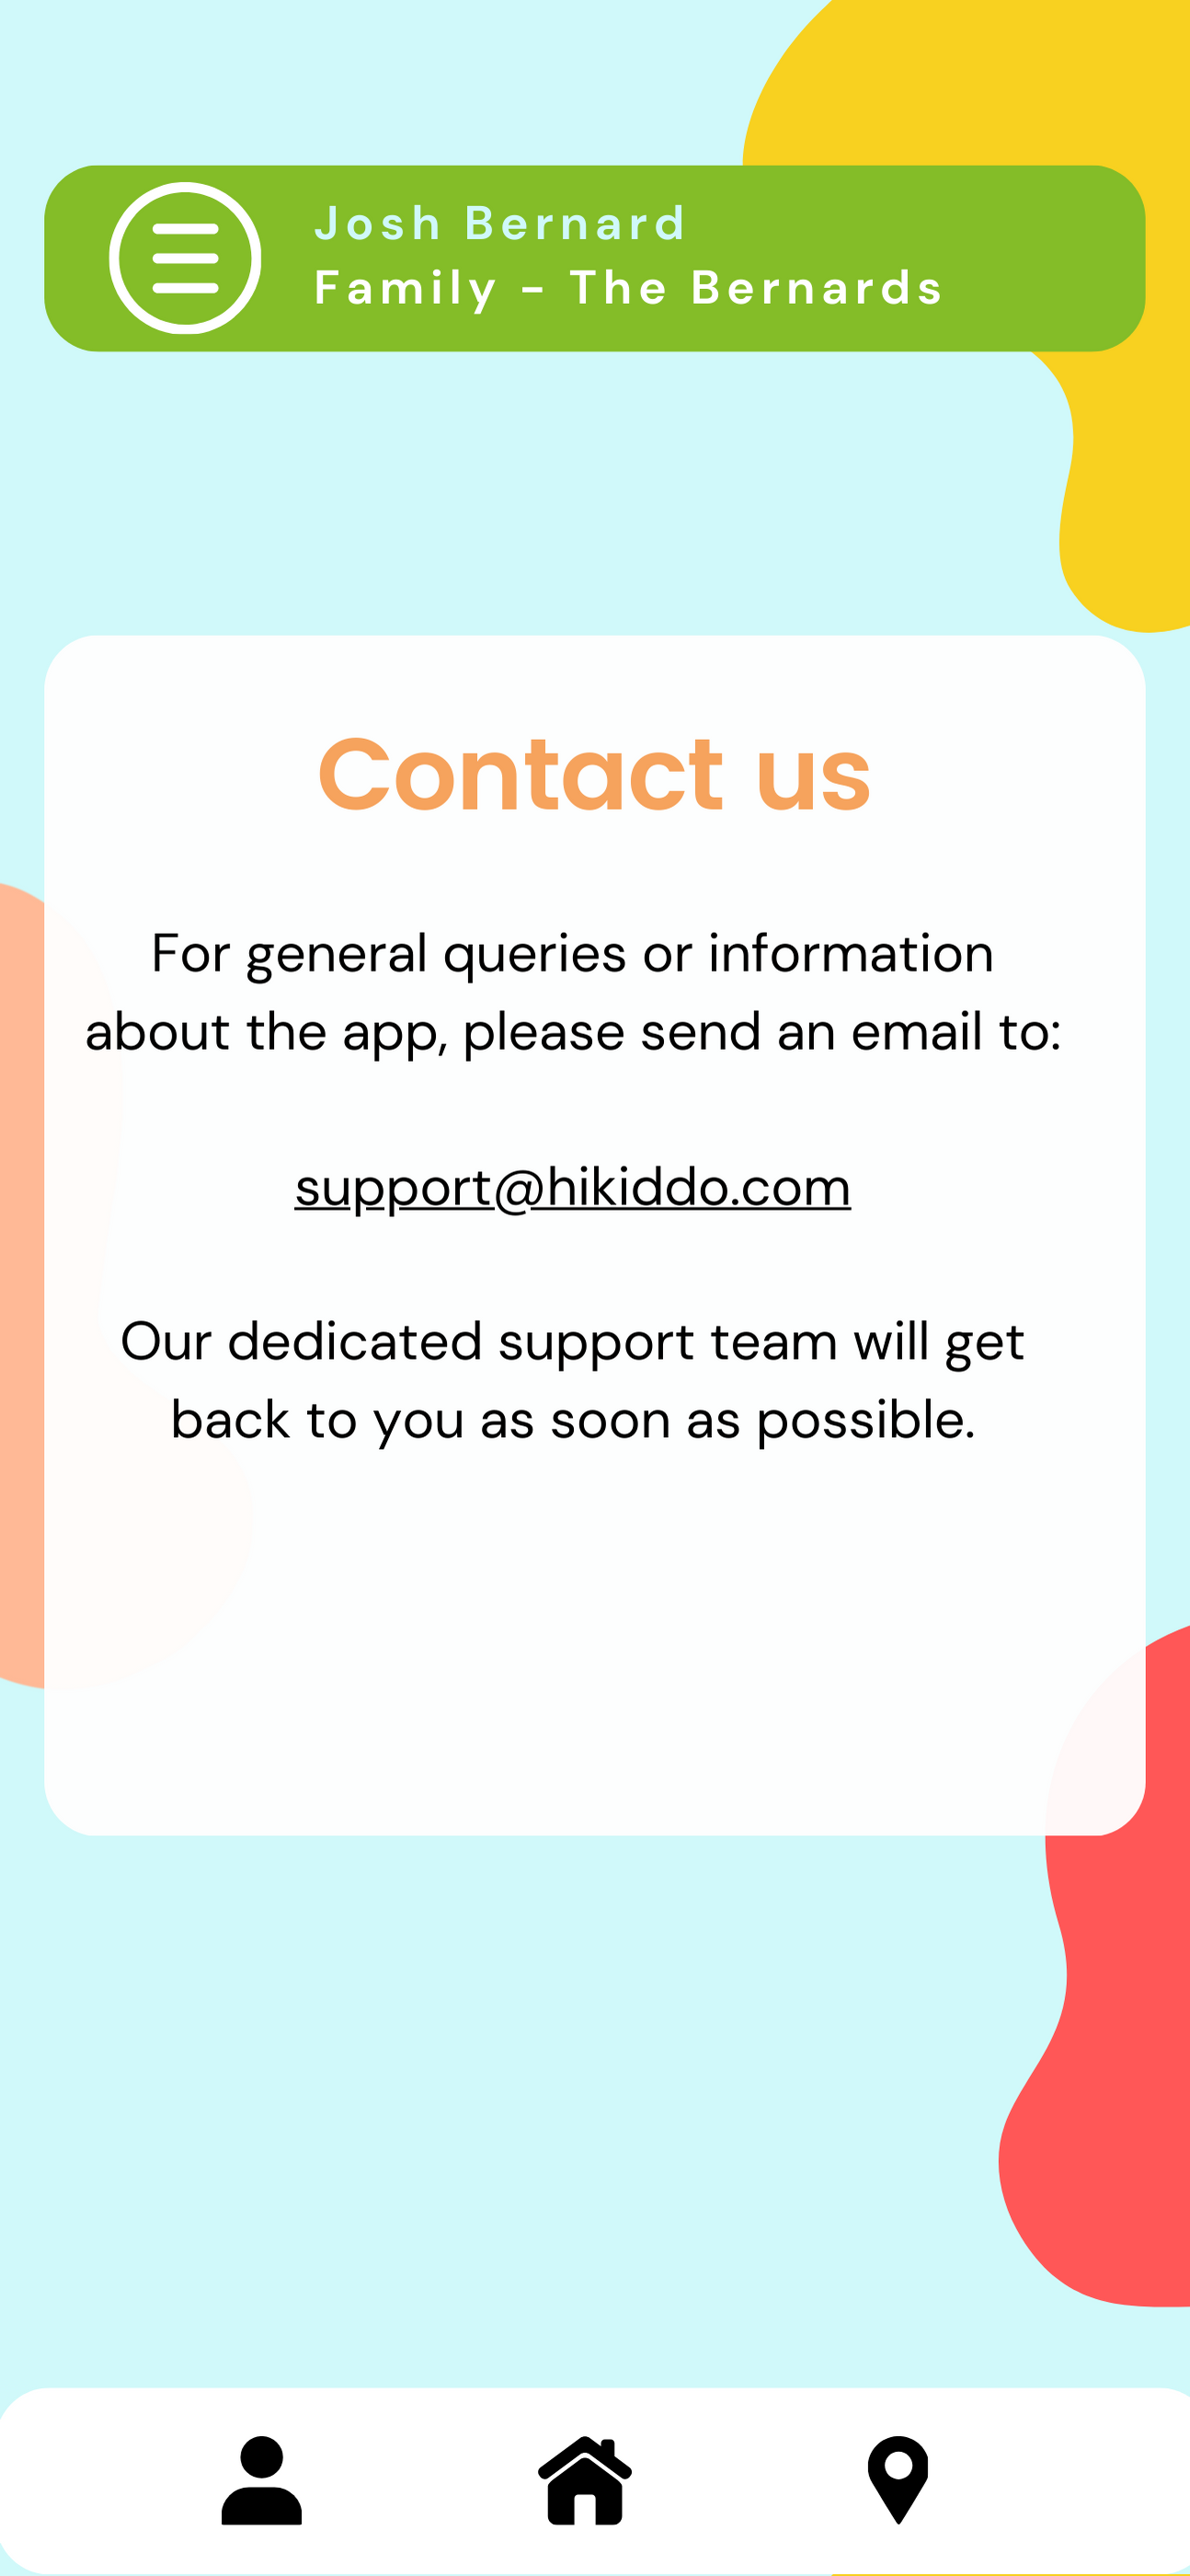 Josh Bernard
Family - The Bernards
Contact us
For general queries or information
about the app, please send an email to:
support@hikiddo.com
Our dedicated support team will get
back to you as soon as possible.